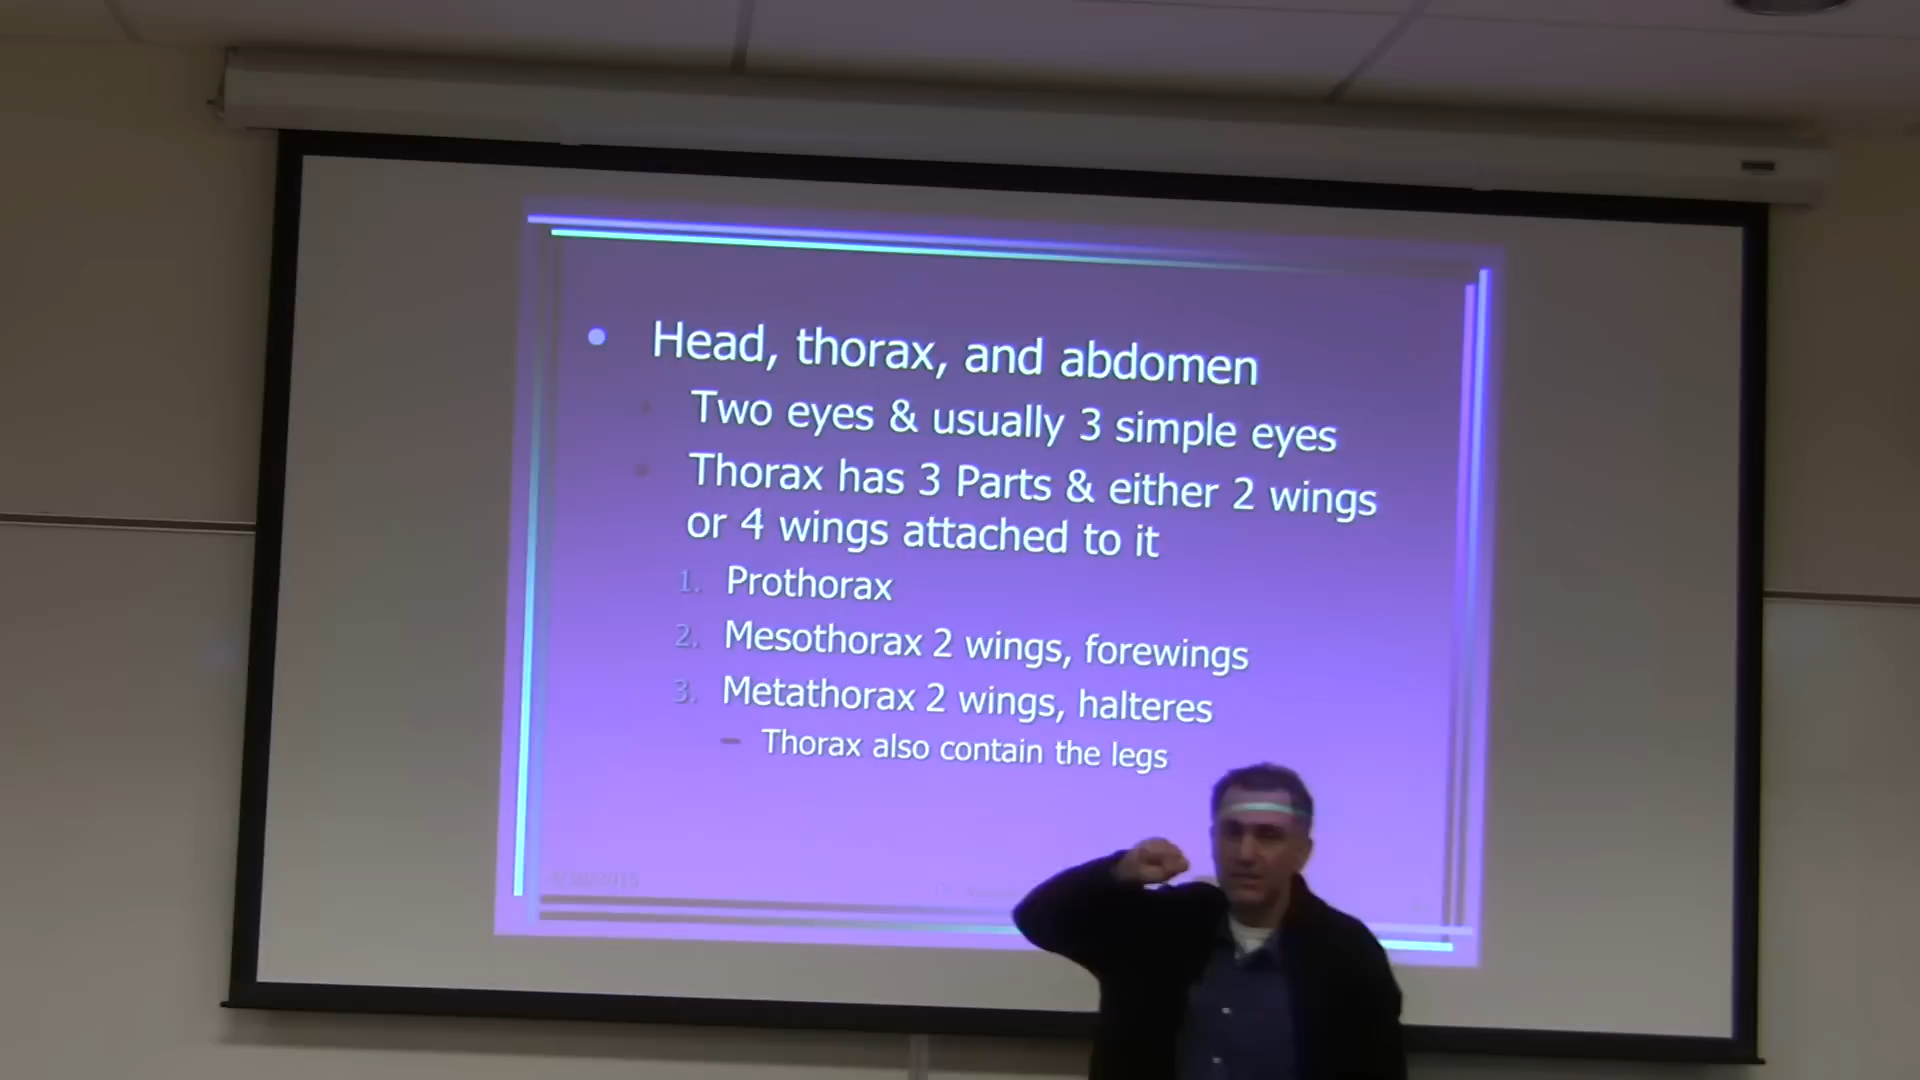 Head, thorax, and abdomen
Two eyes & usually 3 simple eyes
Thorax has 3 Parts & either 2 wings
or 4 wings attached to it
1. Prothorax
2. Mesothorax 2 wings, forewings
3. Metathorax 2 wings, halteres
– Thorax also contain the legs